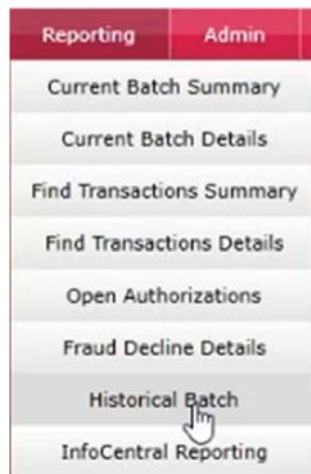 Reporting Admin
Current Batch Summary
Current Batch Details
Find Transactions Summary
Find Transactions Details
Open Authorizations
Fraud Decline Details
Historical Batch
InfoCentral Reporting